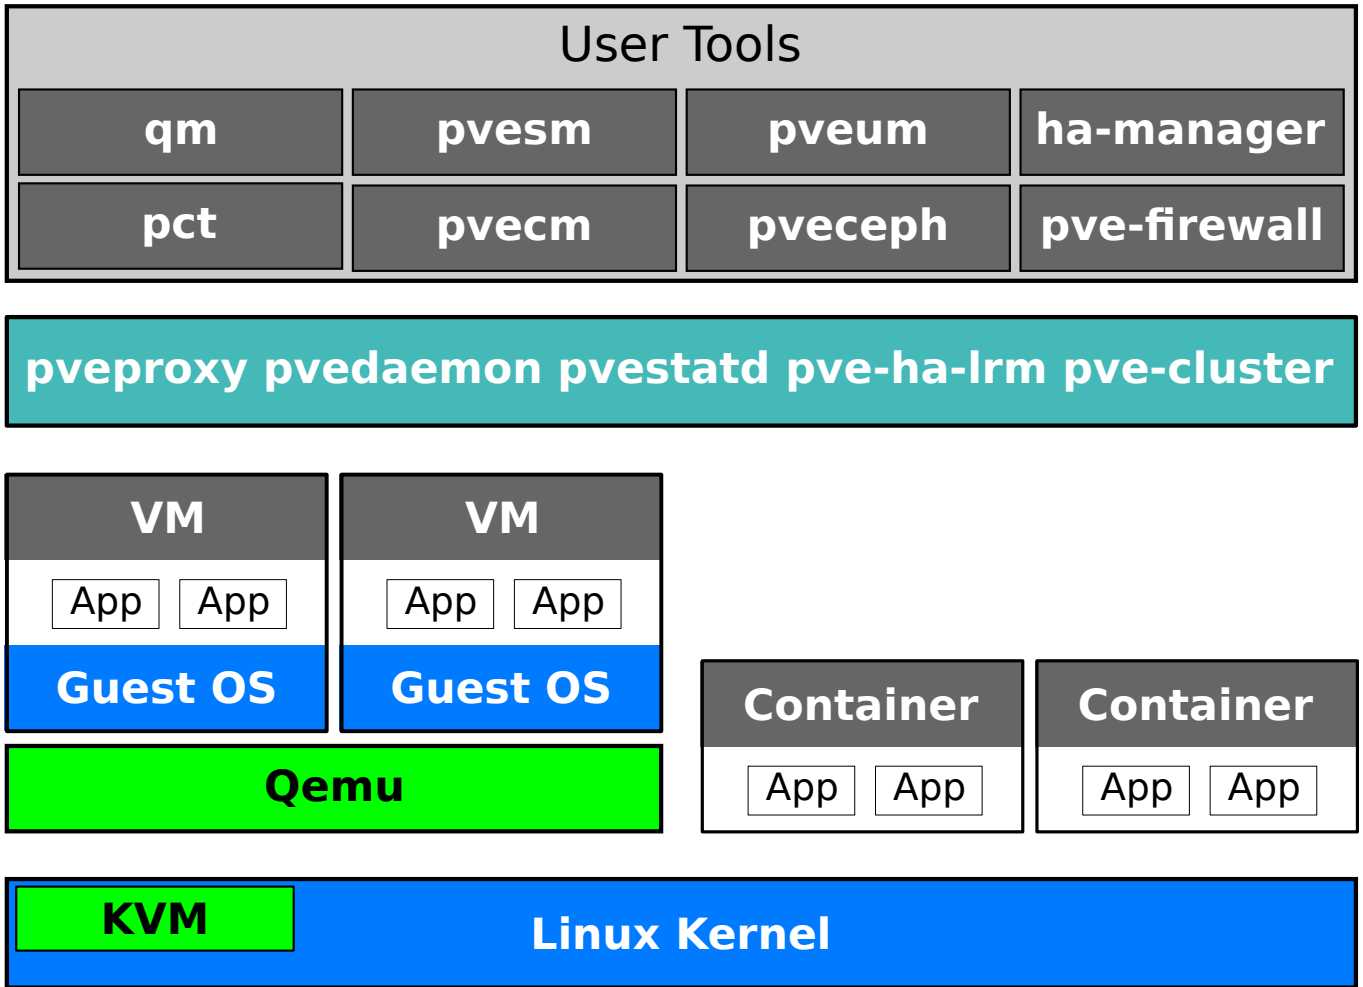 User Tools
qm pvesm pveum ha-manager
pct pvecm pveceph pve-firewall
pveproxy pvedaemon pvestatd pve-ha-lrm pve-cluster
VM VM
App App App App
Guest OS Guest OS
Container Container
Qemu
App App App App
KVM
Linux Kernel